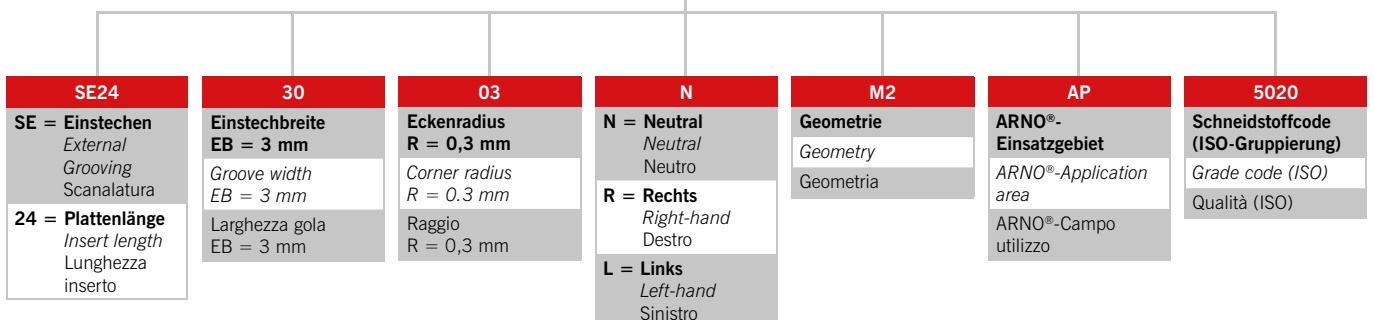 SE24
SE = Einstechen
External
Grooving
Scanalatura
24 = Plattenlänge
Insert length
Lunghezza
inserto
30
Einstechbreite
EB = 3 mm
Groove width
EB = 3 mm
Larghezza gola
EB = 3 mm
03
Eckenradius
R = 0,3 mm
Corner radius
R = 0.3 mm
Raggio
R = 0,3 mm
N
N = Neutral
Neutral
Neutro
R = Rechts
Right-hand
Destro
L = Links
Left-hand
Sinistro
M2
Geometrie
Geometry
Geometria
AP
ARNO®-
Einsatzgebiet
ARNO®-Application
area
ARNO®-Campo
utilizzo
5020
Schneidstoffcode
(ISO-Gruppierung)
Grade code (ISO)
Qualità (ISO)